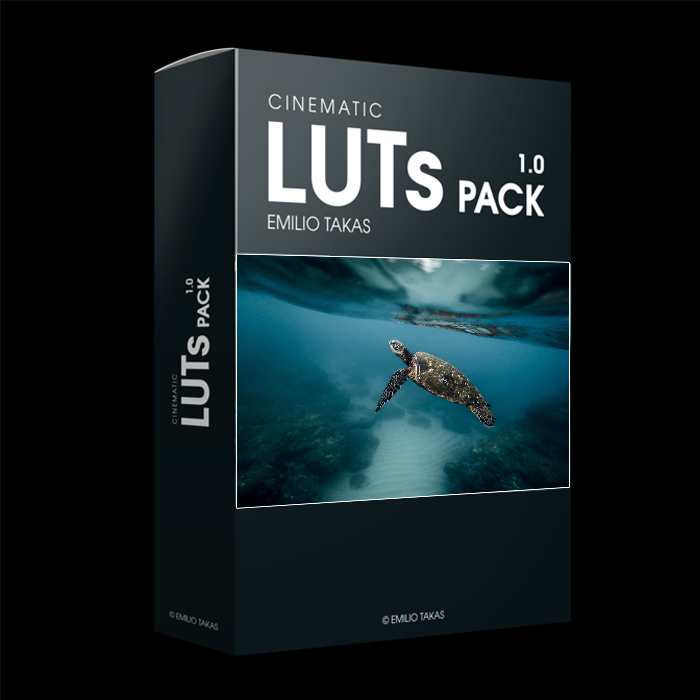 CINEMATIC
LUTs PACK 1.0
EMILIO TAKAS
CINEMATIC
LUTs PACK 1.0
© EMILIO TAKAS
© EMILIO TAKAS